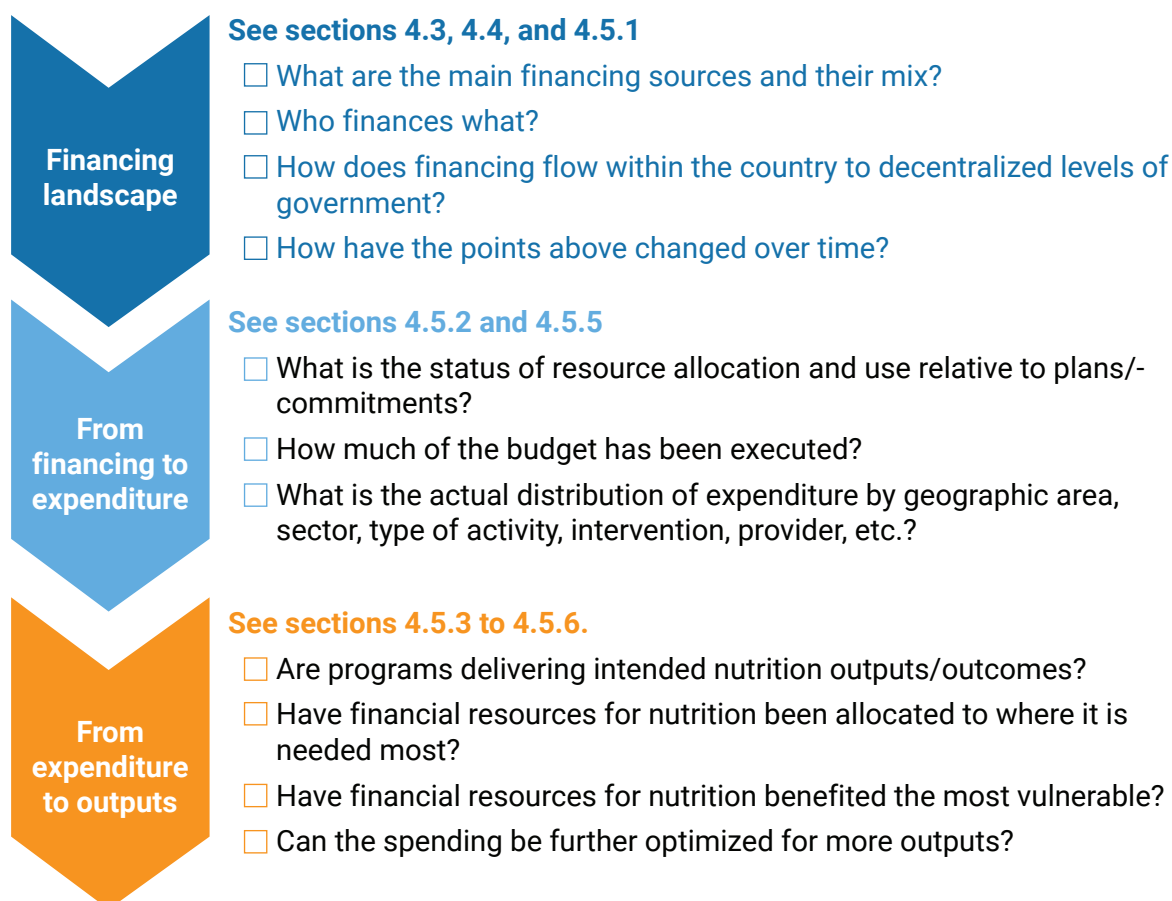 See sections 4.3, 4.4, and 4.5.1
What are the main financing sources and their mix?
Who finances what?
Financing
landscape
How does financing flow within the country to decentralized levels of
government?
How have the points above changed over time?
See sections 4.5.2 and 4.5.5
What is the status of resource allocation and use relative to plans/-
commitments?
From
financing to
expenditure
How much of the budget has been executed?
What is the actual distribution of expenditure by geographic area,
sector, type of activity, intervention, provider, etc.?
See sections 4.5.3 to 4.5.6.
Are programs delivering intended nutrition outputs/outcomes?
Have financial resources for nutrition been allocated to where it is
needed most?
From
expenditure
to outputs
Have financial resources for nutrition benefited the most vulnerable?
Can the spending be further optimized for more outputs?